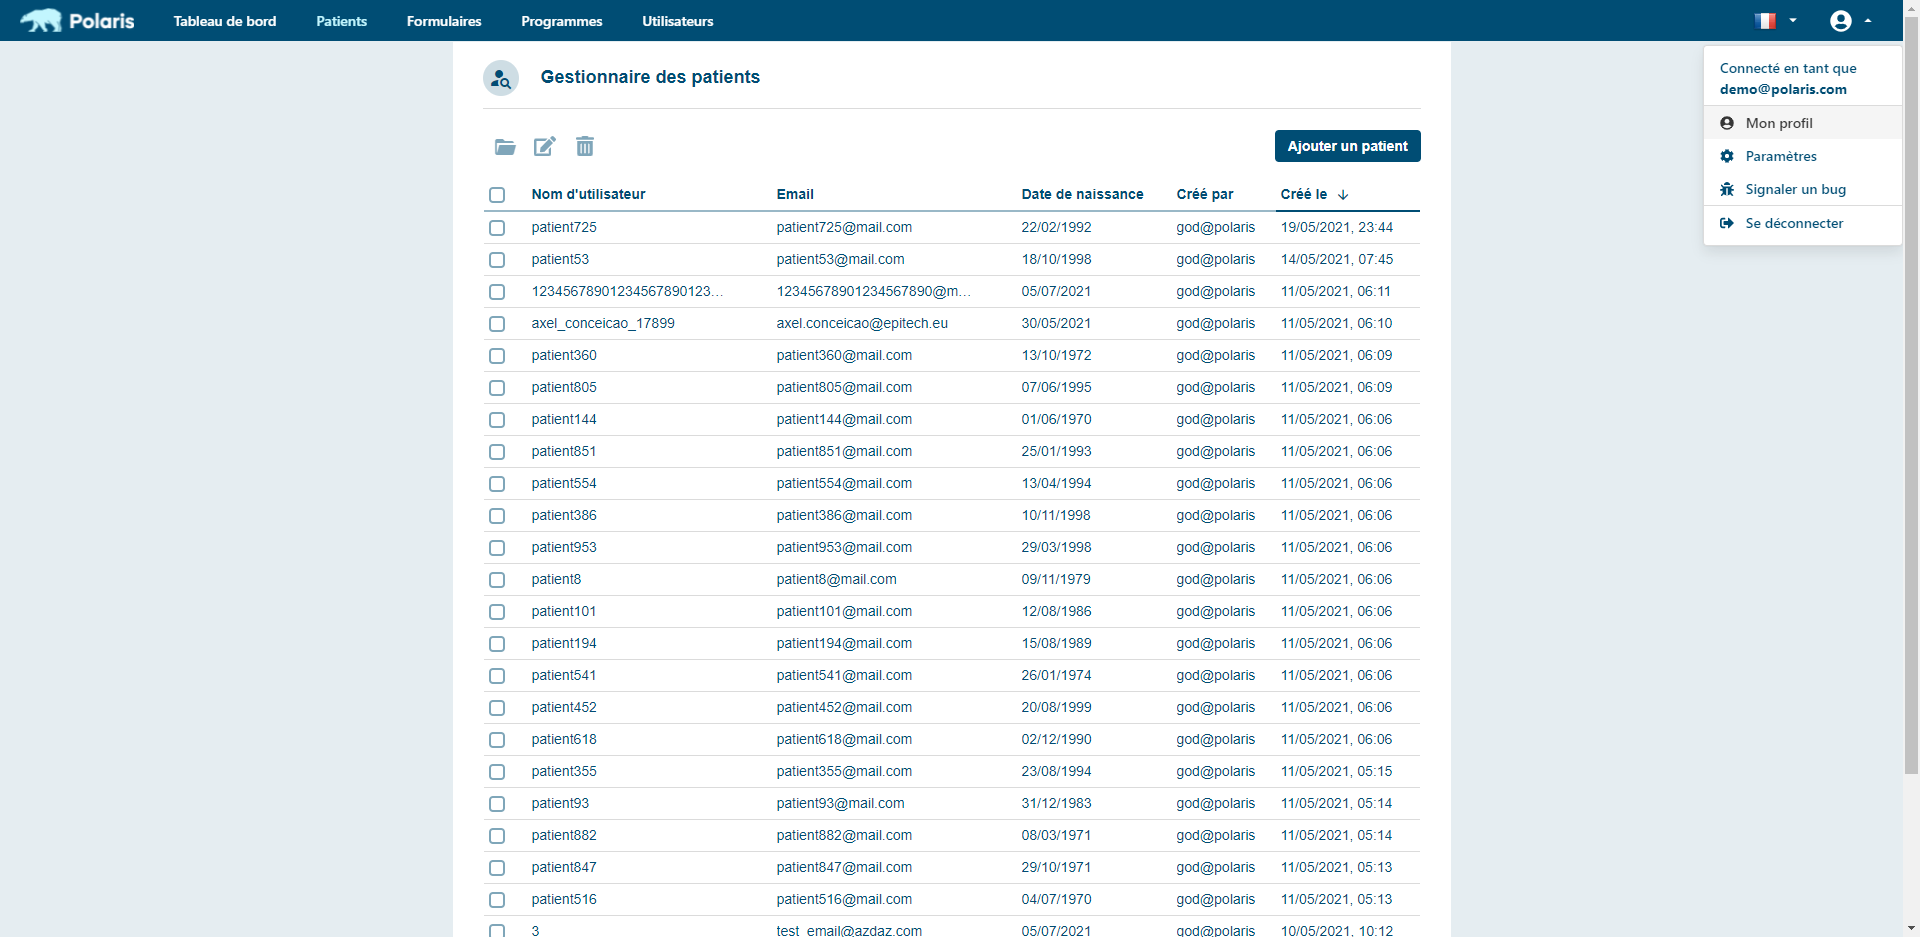 Polaris Tableau de bord Patients Formulaires Programmes Utilisateurs
Connecté en tant que
demo@polaris.com
Mon profil
Paramètres
Signaler un bug
Se déconnecter
Gestionnaire des patients
Ajouter un patient
Nom d'utilisateur Email Date de naissance Créé par Créé le
patient725 patient725@mail.com 22/02/1992 god@polaris 19/05/2021, 23:44
patient53 patient53@mail.com 18/10/1998 god@polaris 14/05/2021, 07:45
12345678901234567890123... 12345678901234567890@m... 05/07/2021 god@polaris 11/05/2021, 06:11
axel_conceicao_17899 axel.conceicao@epitech.eu 30/05/2021 god@polaris 11/05/2021, 06:10
patient360 patient360@mail.com 13/10/1972 god@polaris 11/05/2021, 06:09
patient805 patient805@mail.com 07/06/1995 god@polaris 11/05/2021, 06:09
patient144 patient144@mail.com 01/06/1970 god@polaris 11/05/2021, 06:06
patient851 patient851@mail.com 25/01/1993 god@polaris 11/05/2021, 06:06
patient554 patient554@mail.com 13/04/1994 god@polaris 11/05/2021, 06:06
patient386 patient386@mail.com 10/11/1998 god@polaris 11/05/2021, 06:06
patient953 patient953@mail.com 29/03/1998 god@polaris 11/05/2021, 06:06
patient8 patient8@mail.com 09/11/1979 god@polaris 11/05/2021, 06:06
patient101 patient101@mail.com 12/08/1986 god@polaris 11/05/2021, 06:06
patient194 patient194@mail.com 15/08/1989 god@polaris 11/05/2021, 06:06
patient541 patient541@mail.com 26/01/1974 god@polaris 11/05/2021, 06:06
patient452 patient452@mail.com 20/08/1999 god@polaris 11/05/2021, 06:06
patient618 patient618@mail.com 02/12/1990 god@polaris 11/05/2021, 06:06
patient355 patient355@mail.com 23/08/1994 god@polaris 11/05/2021, 05:15
patient93 patient93@mail.com 31/12/1983 god@polaris 11/05/2021, 05:14
patient882 patient882@mail.com 08/03/1971 god@polaris 11/05/2021, 05:14
patient847 patient847@mail.com 29/10/1971 god@polaris 11/05/2021, 05:13
patient516 patient516@mail.com 04/07/1970 god@polaris 11/05/2021, 05:13
3 test_email@azdaz.com 05/07/2021 god@polaris 10/05/2021, 10:12